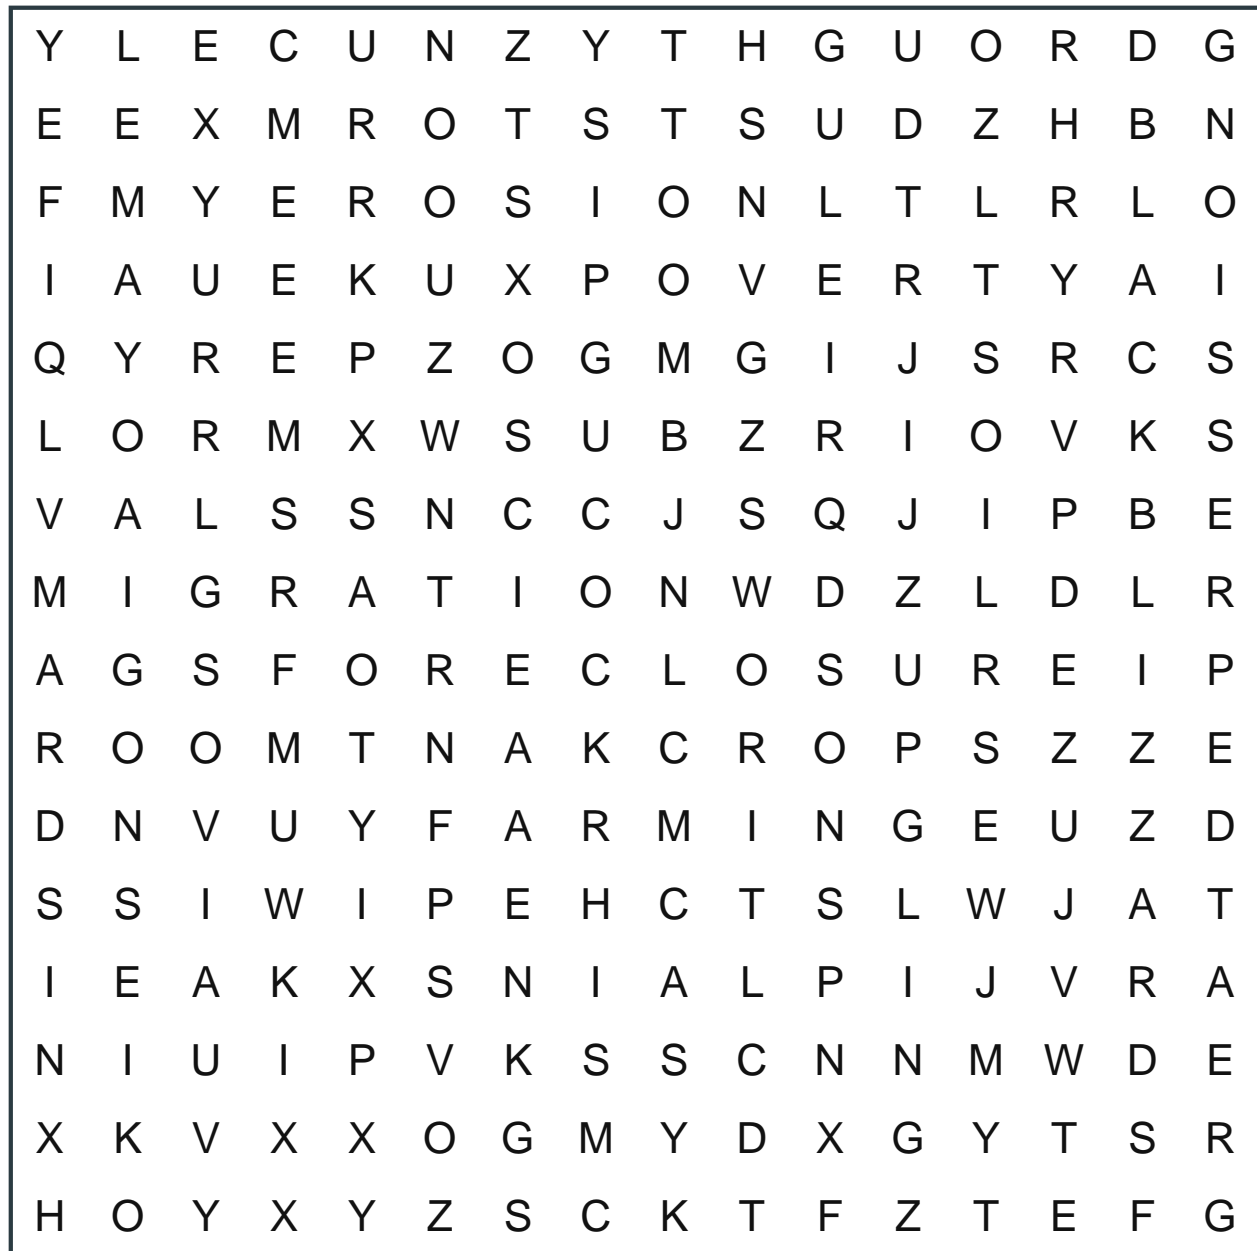 Y L E C U N Z Y T H G U O R D G
E E X M R O T S T S U D Z H B N
F M Y E R O S I O N L T L R L O
I A U E K U X P O V E R T Y A I
Q Y R E P Z O G M G I J S R C S
L O R M X W S U B Z R I O V K S
V A L S S N C C J S Q J I P B E
M I G R A T I O N W D Z L D L R
A G S F O R E C L O S U R E I P
R O O M T N A K C R O P S Z Z E
D N V U Y F A R M I N G E U Z D
S S I W I P E H C T S L W J A T
I E A K X S N I A L P I J V R A
N I U I P V K S S C N N M W D E
X K V X X O G M Y D X G Y T S R
H O Y X Y Z S C K T F Z T E F G